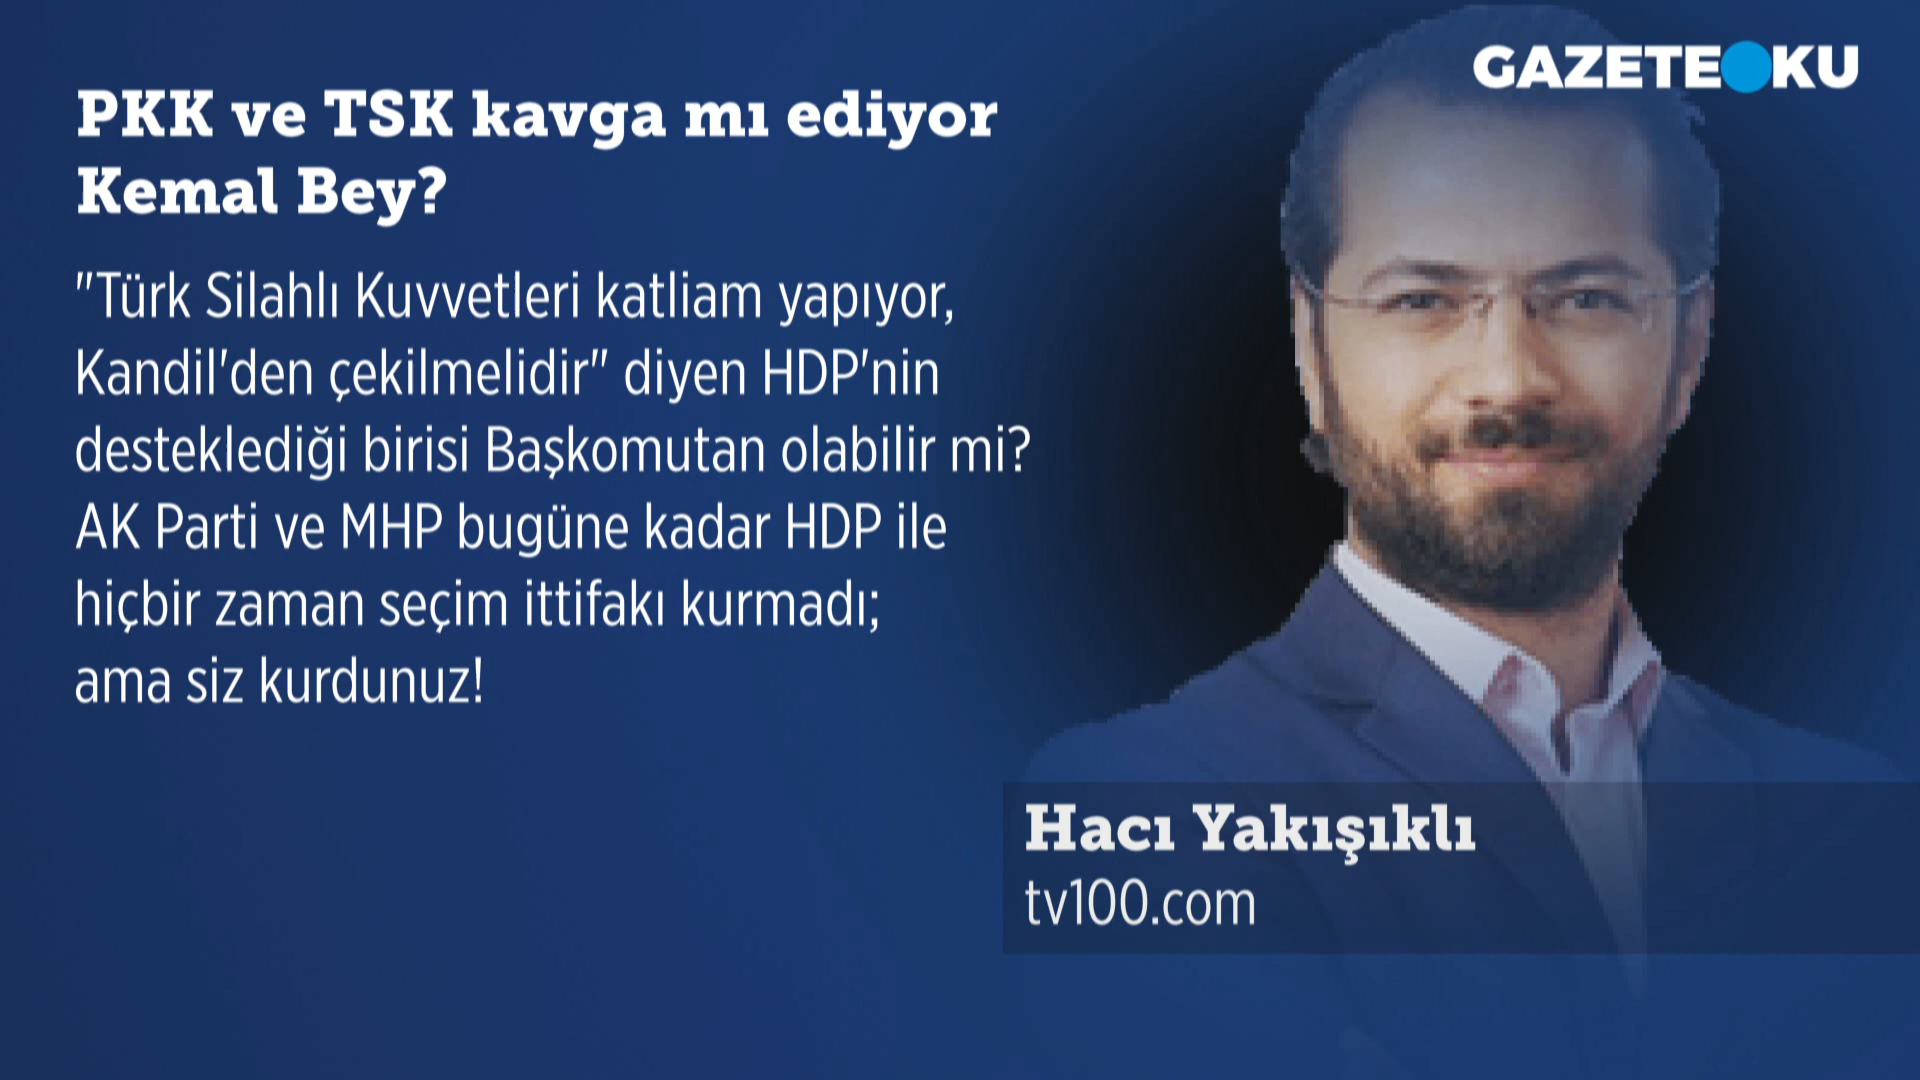 GAZETE KU
PKK ve TSK kavga mı ediyor
Kemal Bey?
"Türk Silahlı Kuvvetleri katliam yapıyor,
Kandil'den çekilmelidir" diyen HDP'nin
desteklediği birisi Başkomutan olabilir mi?
AK Parti ve MHP bugüne kadar HDP ile
hiçbir zaman seçim ittifakı kurmadı;
ama siz kurdunuz!
Hacı Yakışıklı
tv100.com